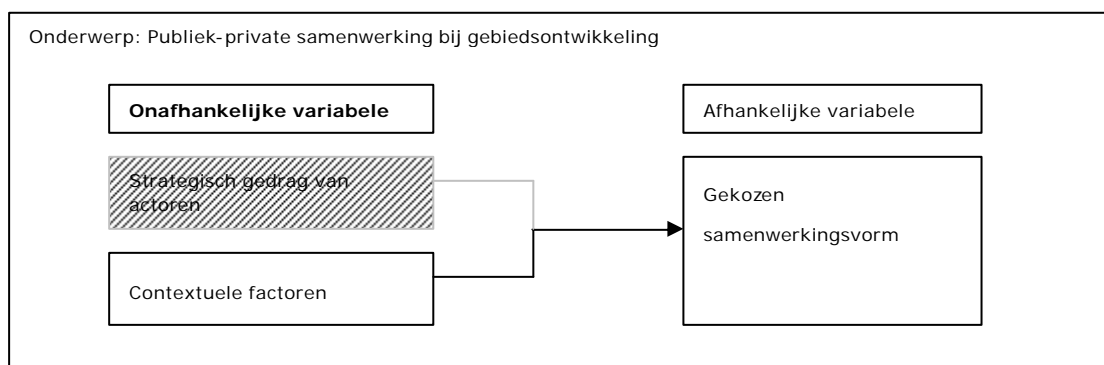 Onderwerp: Publiek-private samenwerking bij gebiedsontwikkeling
Onafhankelijke variabele
Afhankelijke variabele
Strategisch gedrag van
actoren
Gekozen
samenwerkingsvorm
Contextuele factoren